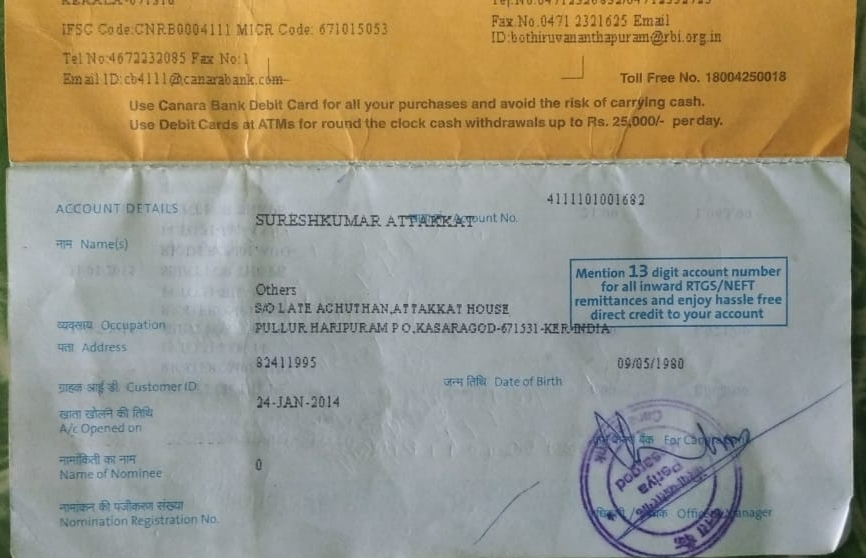 KERALA-671316
IFSC Code:CNRB0004111 MICR Code: 671015053
Tel No:4672232085 Fax No:1
Email ID:cb4111@canarabank.com
Fax.No.0471 2321625 Email
ID:bothiruvananthapuram@rbi.org.in
Toll Free No. 18004250018
Use Canara Bank Debit Card for all your purchases and avoid the risk of carrying cash.
Use Debit Cards at ATMs for round the clock cash withdrawals up to Rs. 25,000/- per day.
ACCOUNT DETAILS
Account No. 4111101001682
नाम Name(s) SURESHKUMAR ATTAKKAT
Mention 13 digit account number
for all inward RTGS/NEFT
remittances and enjoy hassle free
direct credit to your account
व्यवसाय Occupation Others
पता Address S/O LATE ACHUTHAN,ATTAKKAT HOUSE
PULLUR HARIPURAM P O,KASARAGOD-671531-KER-INDIA
ग्राहक आई डी Customer ID: 82411995
जन्म तिथि Date of Birth 09/05/1980
खाता खोलने की तिथि
A/c Opened on 24-JAN-2014
नामांकिती का नाम
Name of Nominee 0
For Canara
नामांकन की पंजीकरण संख्या
Nomination Registration No.
Manager
Periya